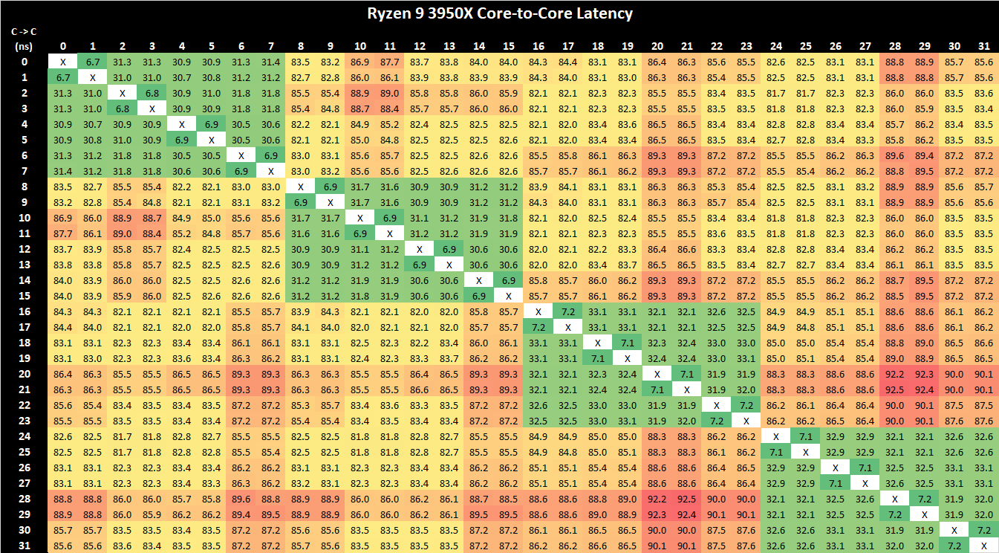 Ryzen 9 3950X Core-to-Core Latency
C -> C
(ns) 0 1 2 3 4 5 6 7 8 9 10 11 12 13 14 15 16 17 18 19 20 21 22 23 24 25 26 27 28 29 30 31
0 X 6.7 31.3 31.3 30.9 30.9 31.3 31.4 83.5 83.2 86.9 87.7 83.7 83.8 84.0 84.0 84.3 84.4 83.1 83.1 86.4 86.3 85.6 85.5 82.6 82.5 83.1 83.1 88.8 88.9 85.7 85.6
1 6.7 X 31.0 31.0 30.7 30.8 31.2 31.2 82.7 82.8 86.0 86.1 83.9 83.8 83.9 83.9 84.3 84.0 83.1 83.0 86.3 86.3 85.4 85.5 82.5 82.5 83.1 83.1 88.8 88.8 85.7 85.6
2 31.3 31.0 X 6.8 30.9 31.0 31.8 31.8 85.5 85.4 88.9 89.0 85.8 85.8 86.0 85.9 82.1 82.1 82.3 82.3 85.5 85.5 83.4 83.5 81.7 81.7 82.3 82.3 86.0 86.0 83.5 83.6
3 31.3 31.0 6.8 X 30.9 30.9 31.8 31.8 85.4 84.8 88.7 88.4 85.7 85.7 86.0 86.0 82.1 82.1 82.3 82.3 85.5 85.5 83.5 83.5 81.8 81.8 82.3 82.3 86.0 85.9 83.5 83.4
4 30.9 30.7 30.9 30.9 X 6.9 30.5 30.6 82.2 82.1 84.9 85.2 82.4 82.5 82.5 82.5 82.1 82.0 83.4 83.6 86.5 86.5 83.4 83.4 82.8 82.8 83.4 83.4 85.7 86.2 83.4 83.5
5 30.9 30.8 31.0 30.9 6.9 X 30.5 30.6 82.1 82.1 85.0 84.8 82.5 82.5 82.5 82.6 82.1 82.0 83.4 83.4 86.5 86.5 83.5 83.4 82.7 82.8 83.4 83.3 85.8 86.2 83.4 83.5
6 31.3 31.2 31.8 31.8 30.5 30.5 X 6.9 83.0 83.1 85.6 85.7 82.5 82.5 82.6 82.6 85.5 85.8 86.1 86.3 89.3 89.3 87.2 87.2 85.5 85.5 86.2 86.3 89.6 89.4 87.2 87.2
7 31.4 31.2 31.8 31.8 30.6 30.6 6.9 X 83.0 83.2 85.6 85.6 82.5 82.6 82.6 82.6 85.7 85.7 86.1 86.2 89.3 89.3 87.2 87.2 85.5 85.4 86.2 86.2 88.8 89.5 87.2 87.2
8 83.5 82.7 85.5 85.4 82.2 82.1 83.0 83.0 X 6.9 31.7 31.6 30.9 30.9 31.2 31.2 83.9 84.1 83.1 83.1 86.3 86.3 85.3 85.4 82.5 82.5 83.1 83.2 88.9 88.9 85.6 85.7
9 83.2 82.8 85.4 84.8 82.1 82.1 83.1 83.2 6.9 X 31.7 31.6 30.9 30.9 31.2 31.2 84.3 84.0 83.1 83.1 86.3 86.3 85.7 85.4 82.5 82.5 83.1 83.1 88.9 88.9 85.6 85.6
10 86.9 86.0 88.9 88.7 84.9 85.0 85.6 85.6 31.7 31.7 X 6.9 31.1 31.2 31.9 31.8 82.1 82.0 82.5 82.4 85.5 85.5 83.4 83.4 81.8 81.8 82.3 82.3 86.0 86.0 83.5 83.5
11 87.7 86.1 89.0 88.4 85.2 84.8 85.7 85.6 31.6 31.6 6.9 X 31.2 31.2 31.9 31.9 82.1 82.1 82.3 82.3 85.5 85.5 83.6 83.5 81.8 81.8 82.3 82.3 86.0 86.0 83.5 83.5
12 83.7 83.9 85.8 85.7 82.4 82.5 82.5 82.5 30.9 30.9 31.1 31.2 X 6.9 30.6 30.6 82.0 82.1 82.2 83.3 86.4 86.6 83.3 83.4 82.8 82.8 83.4 83.4 86.2 86.2 83.5 83.5
13 83.8 83.8 85.8 85.7 82.5 82.5 82.5 82.6 30.9 30.9 31.2 31.2 6.9 X 30.6 30.6 82.0 82.0 83.4 83.7 86.5 86.5 83.5 83.4 82.7 82.7 83.4 83.4 86.1 86.1 83.5 83.5
14 84.0 83.9 86.0 86.0 82.5 82.5 82.6 82.6 31.2 31.2 31.9 31.9 30.6 30.6 X 6.9 85.8 85.7 86.0 86.2 89.3 89.3 87.2 87.2 85.5 85.5 86.2 86.2 88.7 89.5 87.2 87.2
15 84.0 83.9 85.9 86.0 82.5 82.6 82.6 82.6 31.2 31.2 31.8 31.9 30.6 30.6 6.9 X 85.7 85.7 86.1 86.2 89.3 89.3 87.2 87.2 85.5 85.5 86.2 86.2 88.5 89.5 87.2 87.2
16 84.3 84.3 82.1 82.1 82.1 82.1 85.5 85.7 83.9 84.3 82.1 82.1 82.0 82.0 85.8 85.7 X 7.2 33.1 33.1 32.1 32.1 32.6 32.5 84.9 84.9 85.1 85.1 88.6 88.6 86.1 86.2
17 84.4 84.0 82.1 82.1 82.0 82.0 85.8 85.7 84.1 84.0 82.0 82.1 82.1 82.0 85.7 85.7 7.2 X 33.1 33.1 32.1 32.1 32.5 32.5 84.9 84.8 85.1 85.1 88.6 88.6 86.1 86.2
18 83.1 83.1 82.3 82.3 83.4 83.4 86.1 86.1 83.1 83.1 82.5 82.3 82.2 83.4 86.0 86.1 33.1 33.1 X 7.1 32.3 32.4 33.0 33.0 85.0 85.0 85.4 85.4 88.8 89.0 86.5 86.6
19 83.1 83.0 82.3 82.3 83.6 83.4 86.3 86.2 83.1 83.1 82.4 82.3 83.3 83.7 86.2 86.2 33.1 33.1 7.1 X 32.4 32.4 33.0 33.1 85.0 85.1 85.4 85.4 89.0 88.9 86.5 86.5
20 86.4 86.3 85.5 85.5 86.5 86.5 89.3 89.3 86.3 86.3 85.5 85.5 86.4 86.5 89.3 89.3 32.1 32.1 32.3 32.4 X 7.1 31.9 31.9 88.3 88.3 88.6 88.6 92.2 92.3 90.0 90.1
21 86.3 86.3 85.5 85.5 86.5 86.5 89.3 89.3 86.3 86.3 85.5 85.5 86.6 86.5 89.3 89.3 32.1 32.1 32.4 32.4 7.1 X 31.9 32.0 88.3 88.3 88.6 88.6 92.5 92.4 90.0 90.1
22 85.6 85.4 83.4 83.5 83.4 83.5 87.2 87.2 85.3 85.7 83.4 83.6 83.3 83.5 87.2 87.2 32.6 32.5 33.0 33.0 31.9 31.9 X 7.2 86.2 86.1 86.4 86.4 90.0 90.1 87.5 87.5
23 85.5 85.5 83.5 83.5 83.4 83.4 87.2 87.2 85.4 85.4 83.4 83.5 83.4 83.4 87.2 87.2 32.5 32.5 33.0 33.1 31.9 32.0 7.2 X 86.2 86.2 86.5 86.4 90.0 90.1 87.6 87.6
24 82.6 82.5 81.7 81.8 82.8 82.7 85.5 85.5 82.5 82.5 81.8 81.8 82.8 82.7 85.5 85.5 84.9 84.9 85.0 85.0 88.3 88.3 86.2 86.2 X 7.1 32.9 32.9 32.1 32.1 32.6 32.6
25 82.5 82.5 81.7 81.8 82.8 82.8 85.5 85.4 82.5 82.5 81.8 81.8 82.8 82.7 85.5 85.5 84.9 84.8 85.0 85.1 88.3 88.3 86.1 86.2 7.1 X 32.9 32.9 32.1 32.1 32.6 32.6
26 83.1 83.1 82.3 82.3 83.4 83.4 86.2 86.2 83.1 83.1 82.3 82.3 83.4 83.4 86.2 86.2 85.1 85.1 85.4 85.4 88.6 88.6 86.4 86.5 32.9 32.9 X 7.1 32.5 32.5 33.1 33.1
27 83.1 83.1 82.3 82.3 83.4 83.3 86.3 86.2 83.2 83.1 82.3 82.3 83.4 83.4 86.2 86.2 85.1 85.1 85.4 85.4 88.6 88.6 86.4 86.4 32.9 32.9 7.1 X 32.6 32.5 33.1 33.1
28 88.8 88.8 86.0 86.0 85.7 85.8 89.6 88.8 88.9 88.9 86.0 86.0 86.2 86.1 88.7 88.5 88.6 88.6 88.8 89.0 92.2 92.5 90.0 90.0 32.1 32.1 32.5 32.6 X 7.2 31.9 32.0
29 88.9 88.8 86.0 85.9 86.2 86.2 89.4 89.5 88.9 88.9 86.0 86.0 86.2 86.1 89.5 89.5 88.6 88.6 89.0 88.9 92.3 92.4 90.1 90.1 32.1 32.1 32.5 32.5 7.2 X 31.9 32.0
30 85.7 85.7 83.5 83.5 83.4 83.4 87.2 87.2 85.6 85.6 83.5 83.5 83.5 83.5 87.2 87.2 86.1 86.1 86.5 86.5 90.0 90.0 87.5 87.6 32.6 32.6 33.1 33.1 31.9 31.9 X 7.2
31 85.6 85.6 83.6 83.4 83.5 83.5 87.2 87.2 85.7 85.6 83.5 83.5 83.5 83.5 87.2 87.2 86.2 86.2 86.6 86.5 90.1 90.1 87.5 87.6 32.6 32.6 33.1 33.1 32.0 32.0 7.2 X